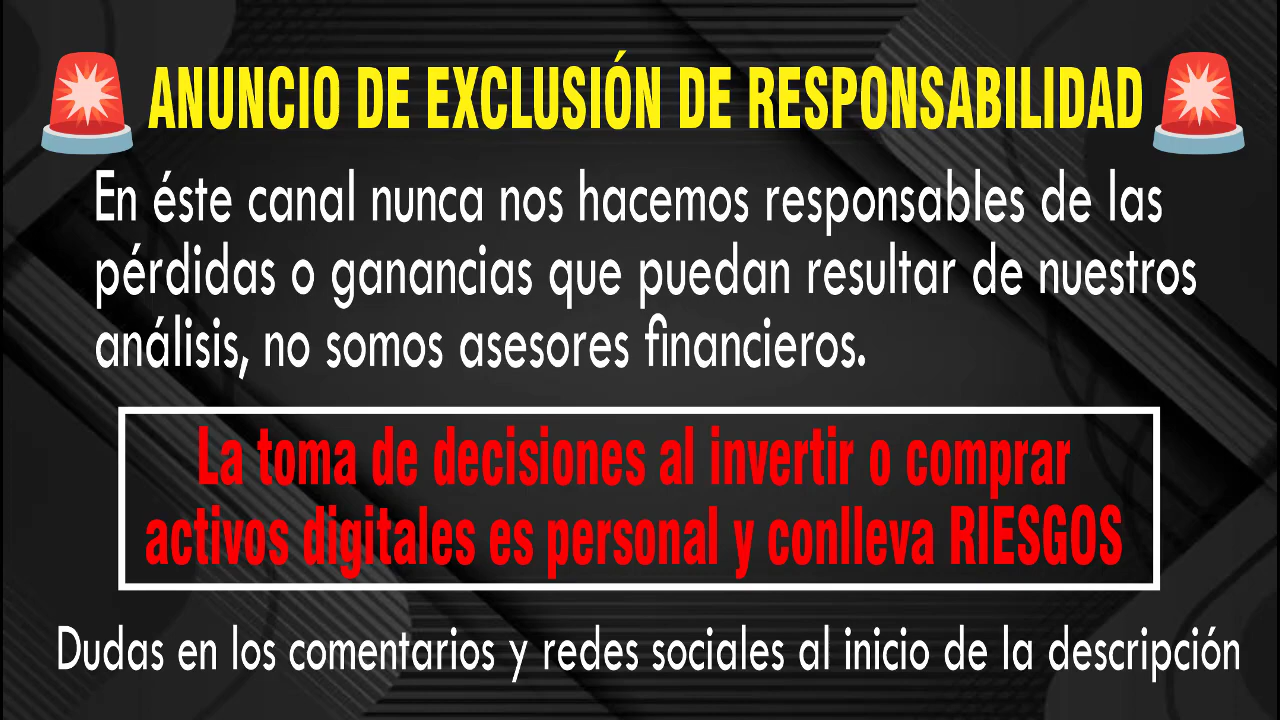 ANUNCIO DE EXCLUSIÓN DE RESPONSABILIDAD
En éste canal nunca nos hacemos responsables de las
pérdidas o ganancias que puedan resultar de nuestros
análisis, no somos asesores financieros.
La toma de decisiones al invertir o comprar
activos digitales es personal y conlleva RIESGOS
Dudas en los comentarios y redes sociales al inicio de la descripción